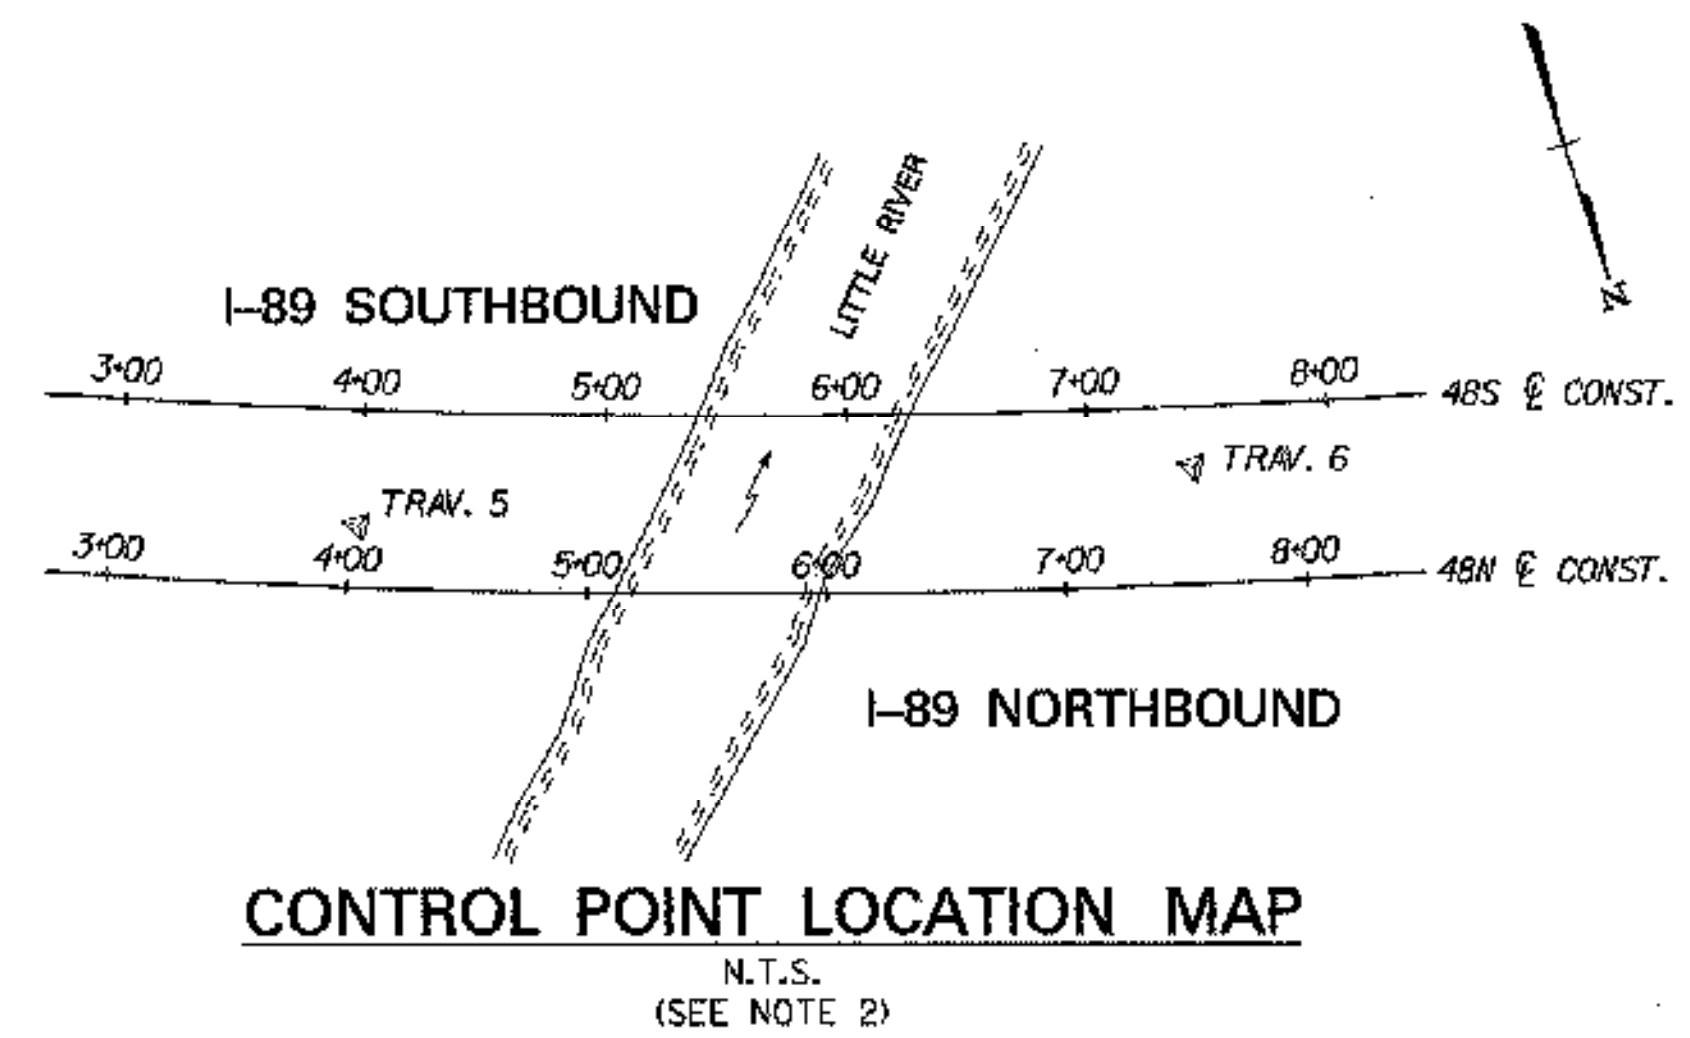 LITTLE RIVER
N
I-89 SOUTHBOUND
3+00 4+00 5+00 6+00 7+00 8+00
48S ℄ CONST.
TRAV. 6
TRAV. 5
3+00 4+00 5+00 6+00 7+00 8+00
48N ℄ CONST.
I-89 NORTHBOUND
CONTROL POINT LOCATION MAP
N.T.S.
(SEE NOTE 2)